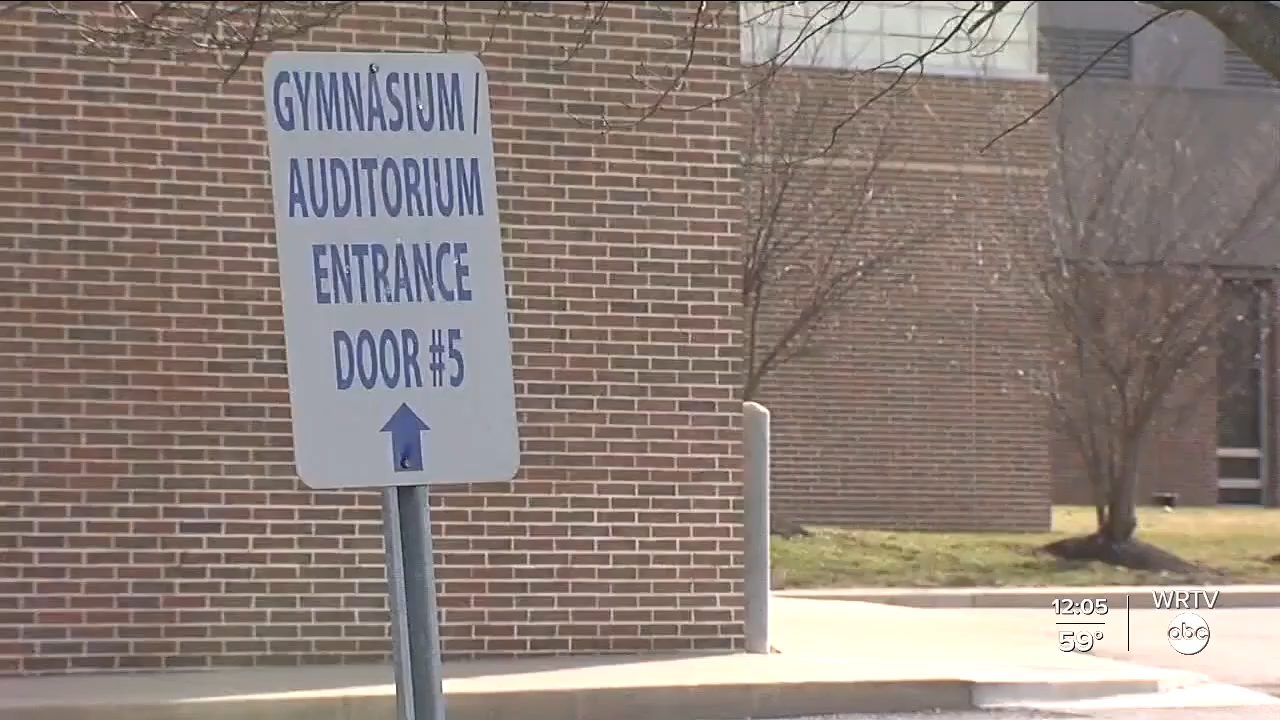 GYMNASIUM /
AUDITORIUM
ENTRANCE
DOOR #5
12:05
59°
WRTV
abc